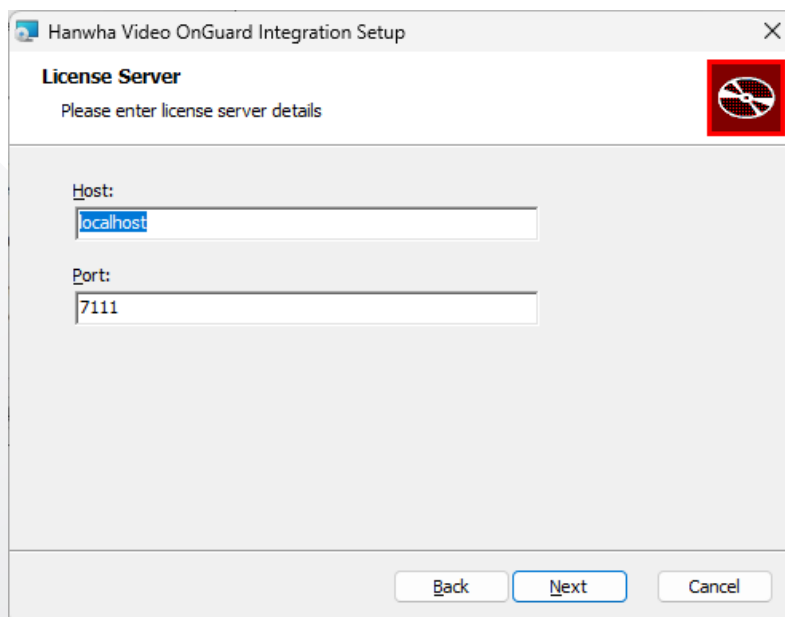 Hanwha Video OnGuard Integration Setup
License Server
Please enter license server details
Host:
localhost
Port:
7111
Back
Next
Cancel